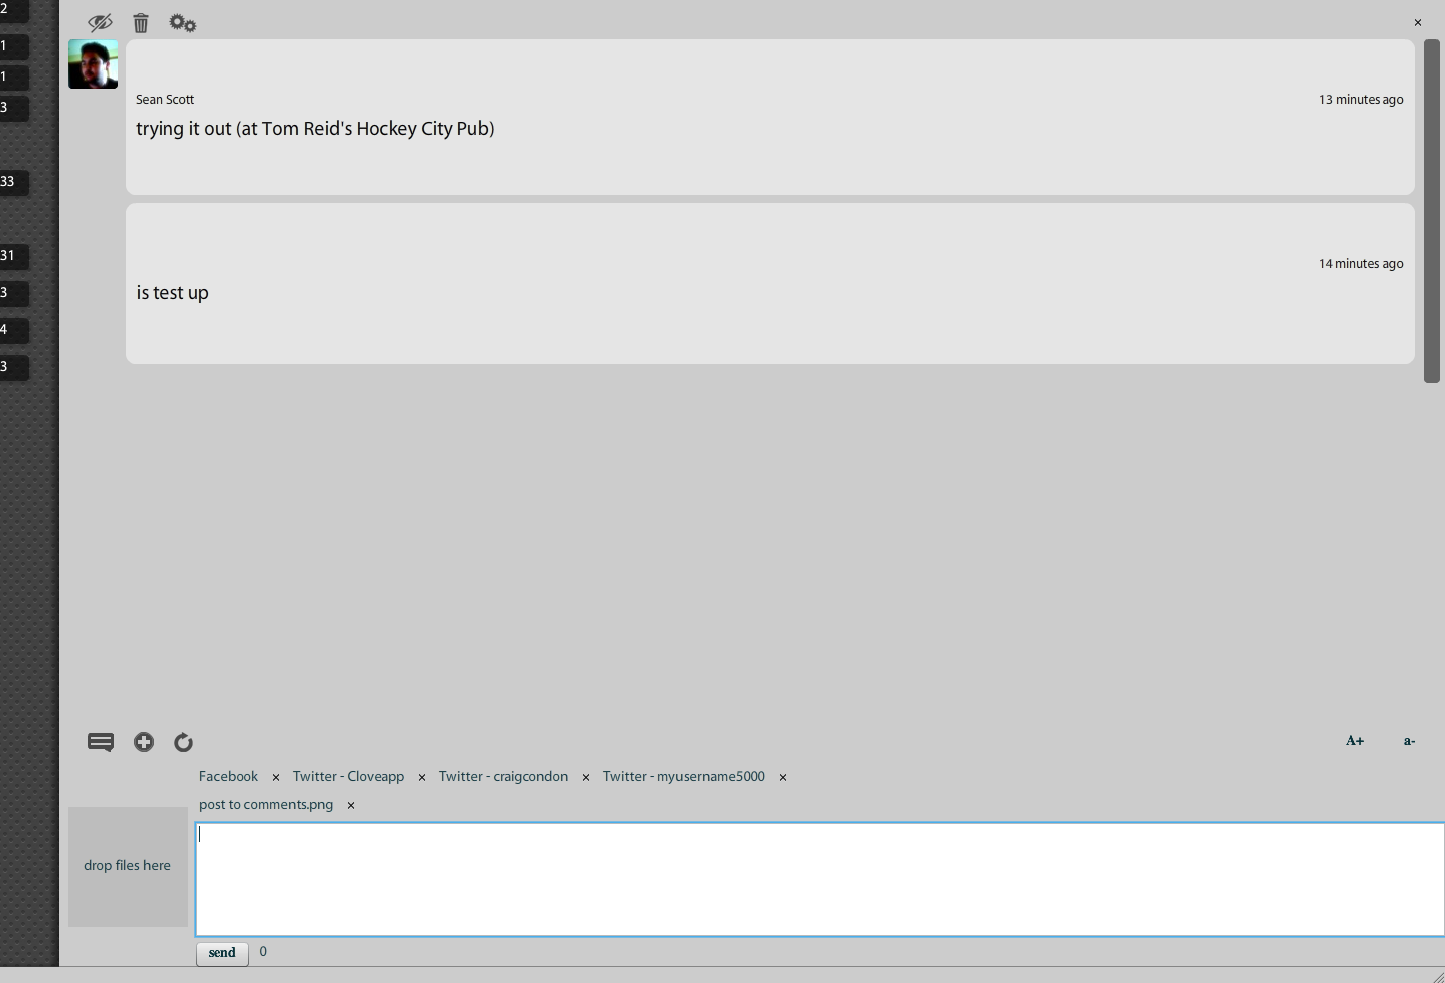 2
×
1
1
Sean Scott 13 minutes ago
3
trying it out (at Tom Reid's Hockey City Pub)
33
31
14 minutes ago
3
is test up
4
3
A+ a-
Facebook × Twitter - Cloveapp × Twitter - craigcondon × Twitter - myusername5000 ×
post to comments.png ×
drop files here
send 0